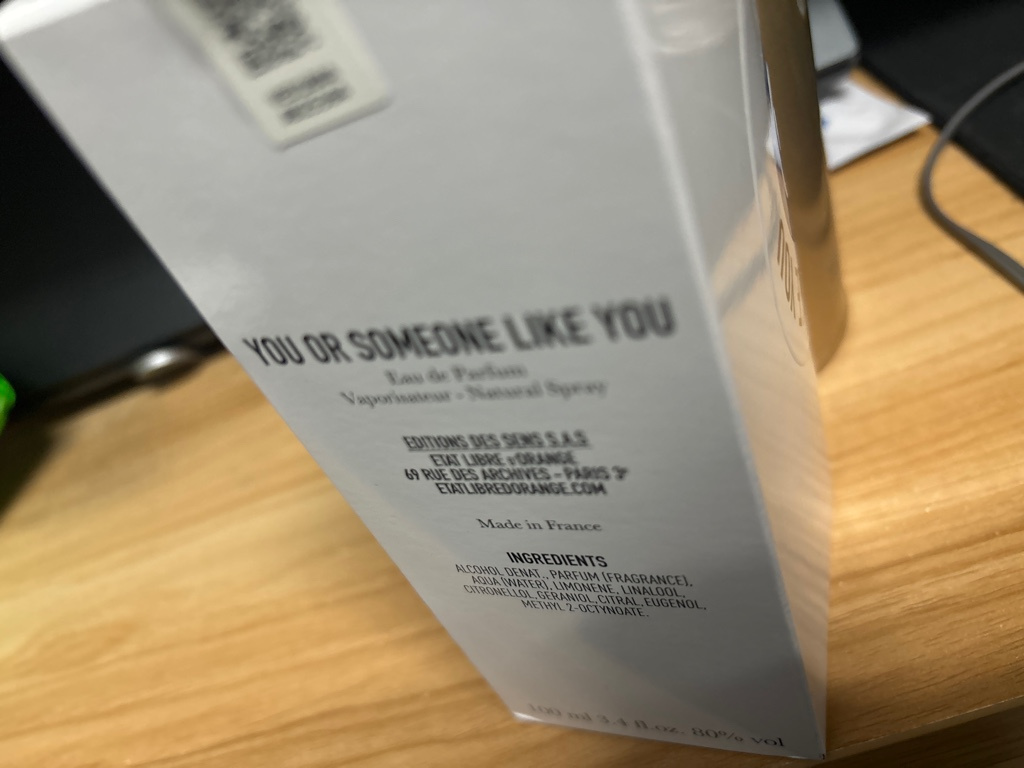 YOU OR SOMEONE LIKE YOU
Eau de Parfum
Vaporisateur - Natural Spray
EDITIONS DES SENS S.A.S
ETAT LIBRE D'ORANGE
69 RUE DES ARCHIVES - PARIS 3e
ETATLIBREDORANGE.COM
Made in France
INGREDIENTS
ALCOHOL DENAT., PARFUM (FRAGRANCE),
AQUA (WATER), LIMONENE, LINALOOL,
CITRONELLOL, GERANIOL, CITRAL, EUGENOL,
METHYL 2-OCTYNOATE.
100 ml 3.4 fl.oz. 80% vol